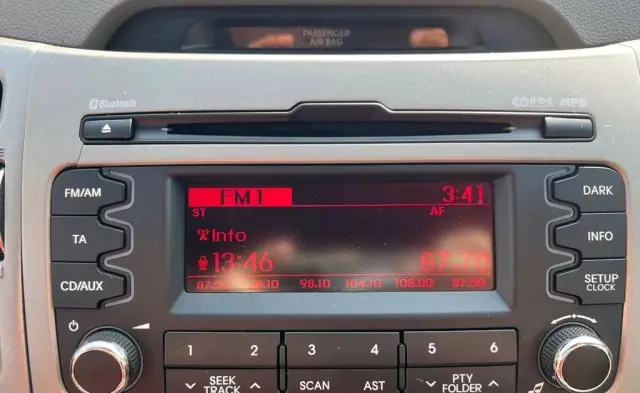 PASSENGER
AIR BAG
Bluetooth
RDS MP3
FM/AM
TA
CD/AUX
FM1 3:41
ST AF
Info
13:46 87.70
98.10 104.10 108.00 87.50
DARK
INFO
SETUP
CLOCK
1 2 3 4 5 6
SEEK
TRACK
SCAN
AST
PTY
FOLDER